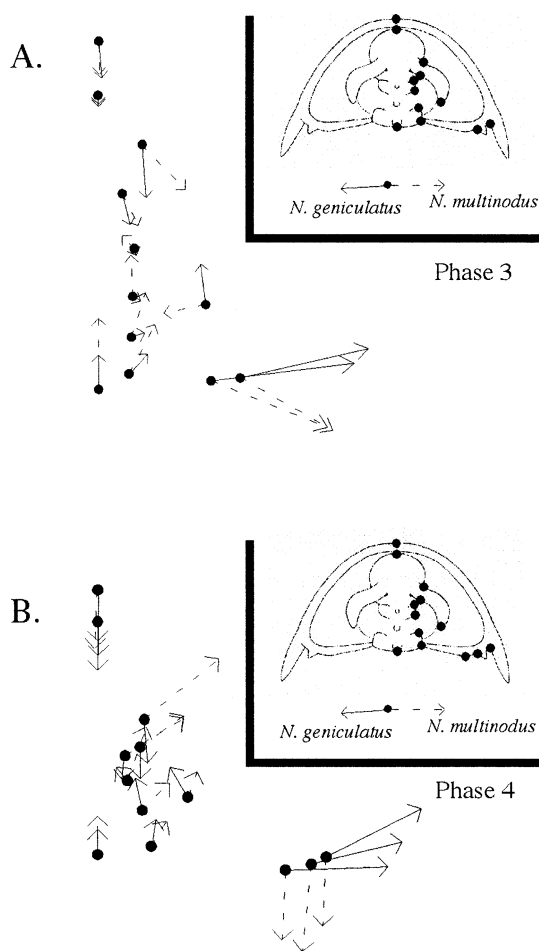 A.
N. geniculatus N. multinodus
Phase 3
B.
N. geniculatus N. multinodus
Phase 4